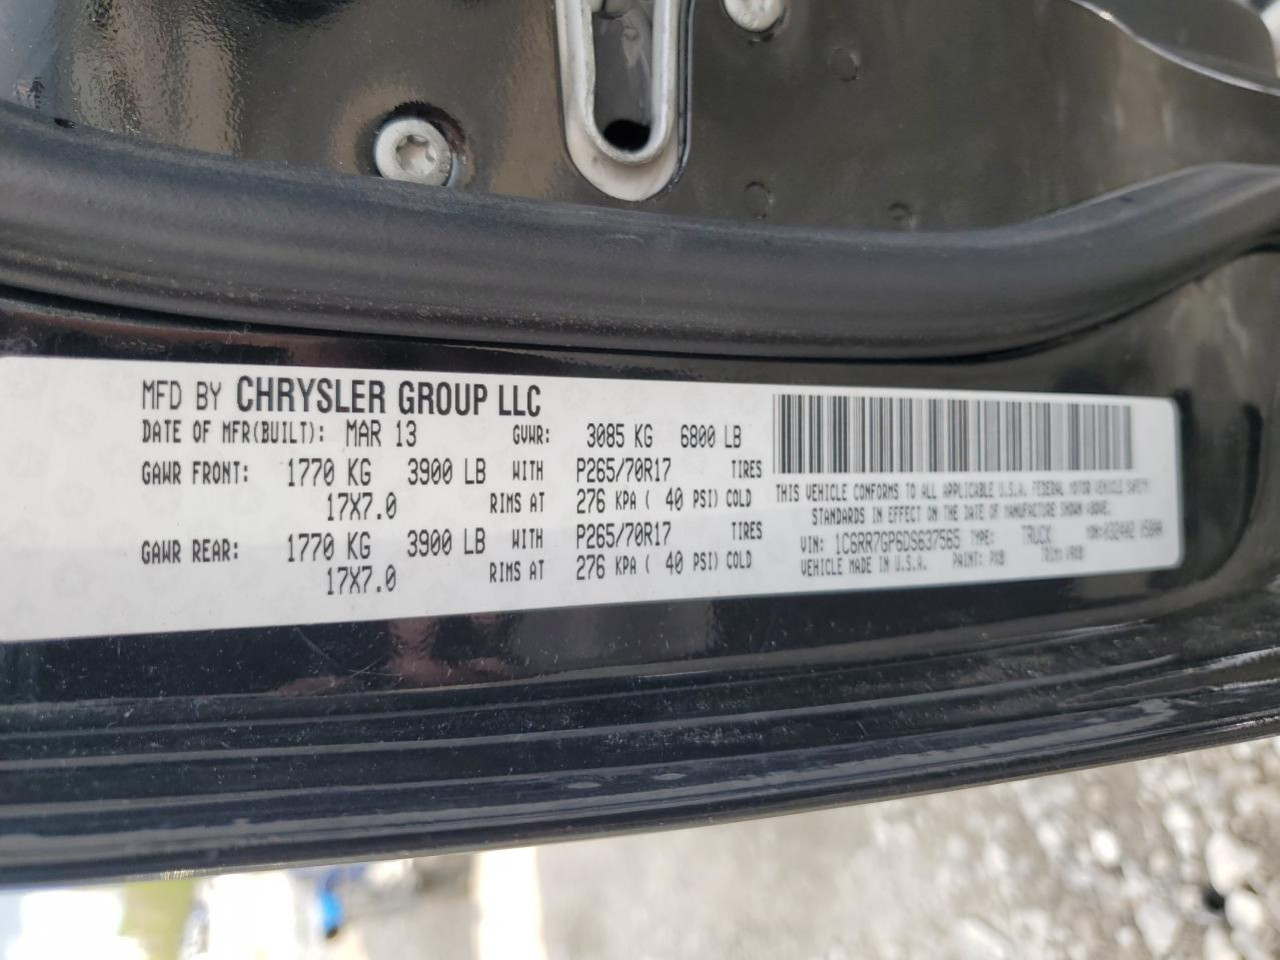 MFD BY CHRYSLER GROUP LLC
DATE OF MFR(BUILT): MAR 13 GVWR: 3085 KG 6800 LB
GAWR FRONT: 1770 KG 3900 LB WITH P265/70R17 TIRES
17X7.0 RIMS AT 276 KPA ( 40 PSI) COLD
GAWR REAR: 1770 KG 3900 LB WITH P265/70R17 TIRES
17X7.0 RIMS AT 276 KPA ( 40 PSI) COLD
THIS VEHICLE CONFORMS TO ALL APPLICABLE U.S.A. FEDERAL MOTOR VEHICLE SAFETY
STANDARDS IN EFFECT ON THE DATE OF MANUFACTURE SHOWN ABOVE.
VIN: 1C6RR7GP6DS637565 TYPE: TRUCK
VEHICLE MADE IN U.S.A. PAINT: PXB TRIM: